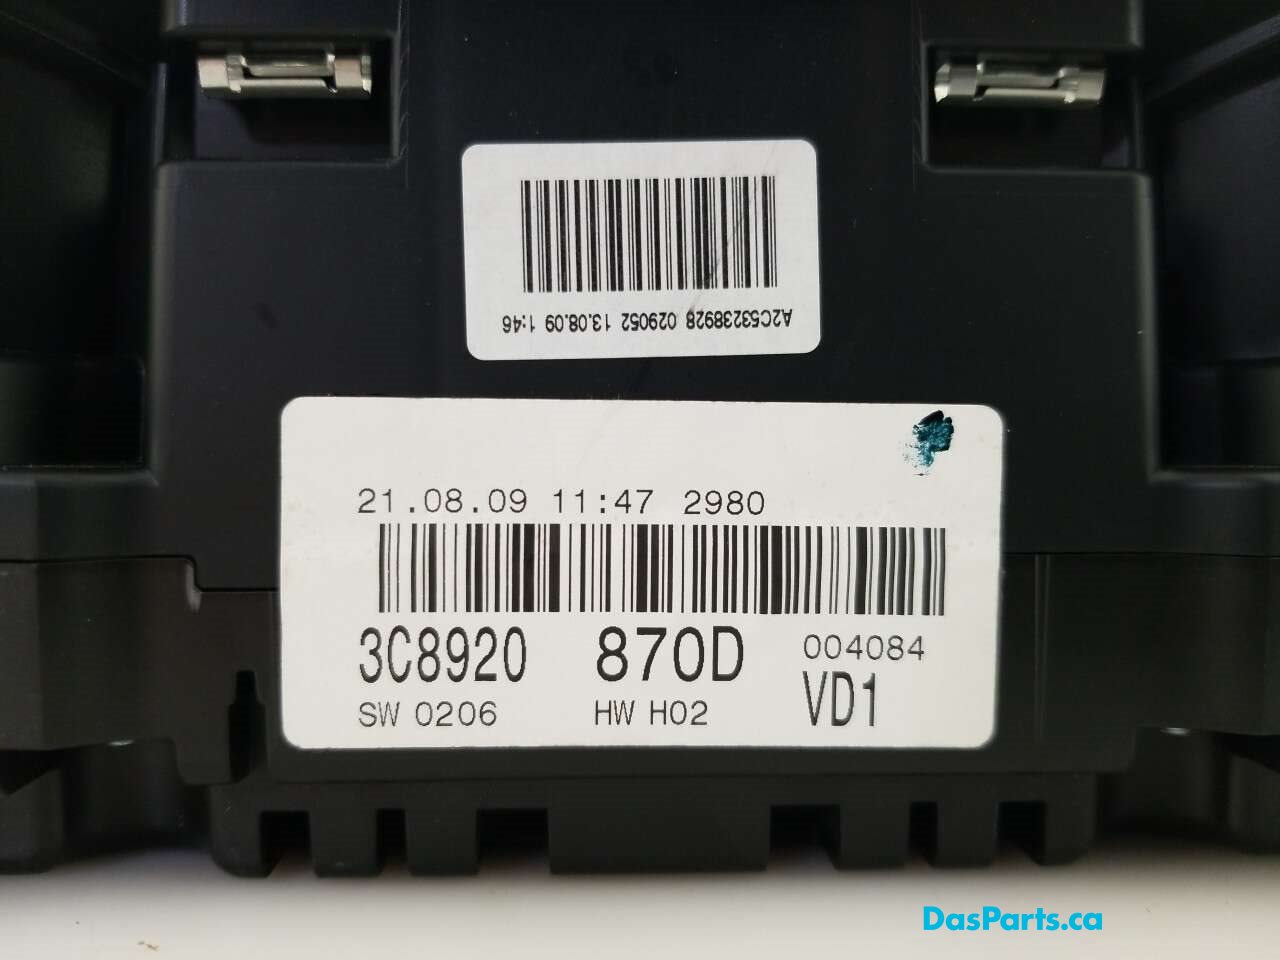 A2C53238928 029052 13.08.09 1:46
21.08.09 11:47 2980
3C8920 870D 004084
SW 0206 HW H02 VD1
DasParts.ca